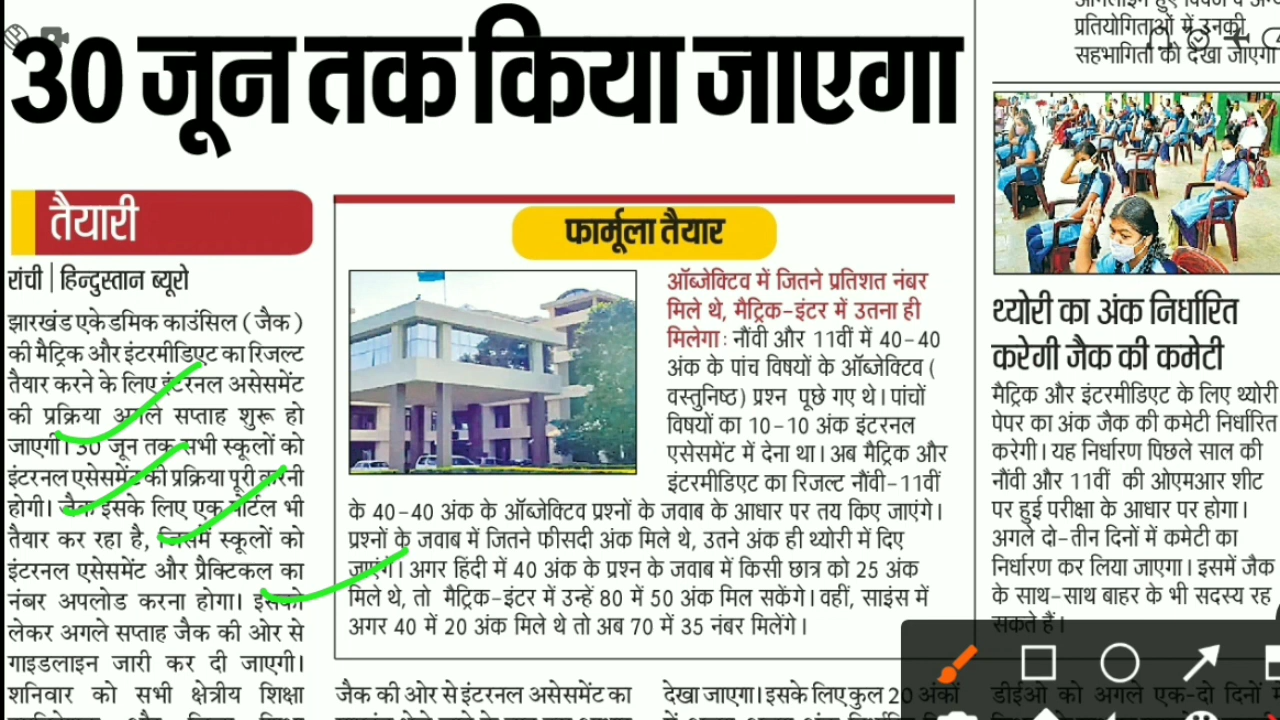 30 जून तक किया जाएगा
तैयारी
रांची | हिन्दुस्तान ब्यूरो
झारखंड एकेडमिक काउंसिल (जैक)
की मैट्रिक और इंटरमीडिएट का रिजल्ट
तैयार करने के लिए इंटरनल असेसमेंट
की प्रक्रिया अगले सप्ताह शुरू हो
जाएगी। 30 जून तक सभी स्कूलों को
इंटरनल एसेसमेंट की प्रक्रिया पूरी करनी
होगी। जैक इसके लिए एक पोर्टल भी
तैयार कर रहा है, जिसमें स्कूलों को
इंटरनल एसेसमेंट और प्रैक्टिकल का
नंबर अपलोड करना होगा। इसको
लेकर अगले सप्ताह जैक की ओर से
गाइडलाइन जारी कर दी जाएगी।
शनिवार को सभी क्षेत्रीय शिक्षा
फार्मूला तैयार
ऑब्जेक्टिव में जितने प्रतिशत नंबर
मिले थे, मैट्रिक-इंटर में उतना ही
मिलेगा: नौंवी और 11वीं में 40-40
अंक के पांच विषयों के ऑब्जेक्टिव (
वस्तुनिष्ठ) प्रश्न पूछे गए थे। पांचों
विषयों का 10-10 अंक इंटरनल
एसेसमेंट में देना था। अब मैट्रिक और
इंटरमीडिएट का रिजल्ट नौंवी-11वीं
के 40-40 अंक के ऑब्जेक्टिव प्रश्नों के जवाब के आधार पर तय किए जाएंगे।
प्रश्नों के जवाब में जितने फीसदी अंक मिले थे, उतने अंक ही थ्योरी में दिए
जाएंगे। अगर हिंदी में 40 अंक के प्रश्न के जवाब में किसी छात्र को 25 अंक
मिले थे, तो मैट्रिक-इंटर में उन्हें 80 में 50 अंक मिल सकेंगे। वहीं, साइंस में
अगर 40 में 20 अंक मिले थे तो अब 70 में 35 नंबर मिलेंगे।
जैक की ओर से इंटरनल असेसमेंट का
देखा जाएगा। इसके लिए कुल 20 अंकों
प्रतियोगिताओं में उनकी
सहभागिता को देखा जाएगा
थ्योरी का अंक निर्धारित
करेगी जैक की कमेटी
मैट्रिक और इंटरमीडिएट के लिए थ्योरी
पेपर का अंक जैक की कमेटी निर्धारित
करेगी। यह निर्धारण पिछले साल की
नौंवी और 11वीं की ओएमआर शीट
पर हुई परीक्षा के आधार पर होगा।
अगले दो-तीन दिनों में कमेटी का
निर्धारण कर लिया जाएगा। इसमें जैक
के साथ-साथ बाहर के भी सदस्य रह
सकते हैं।
डीईओ को अगले एक-दो दिनों में